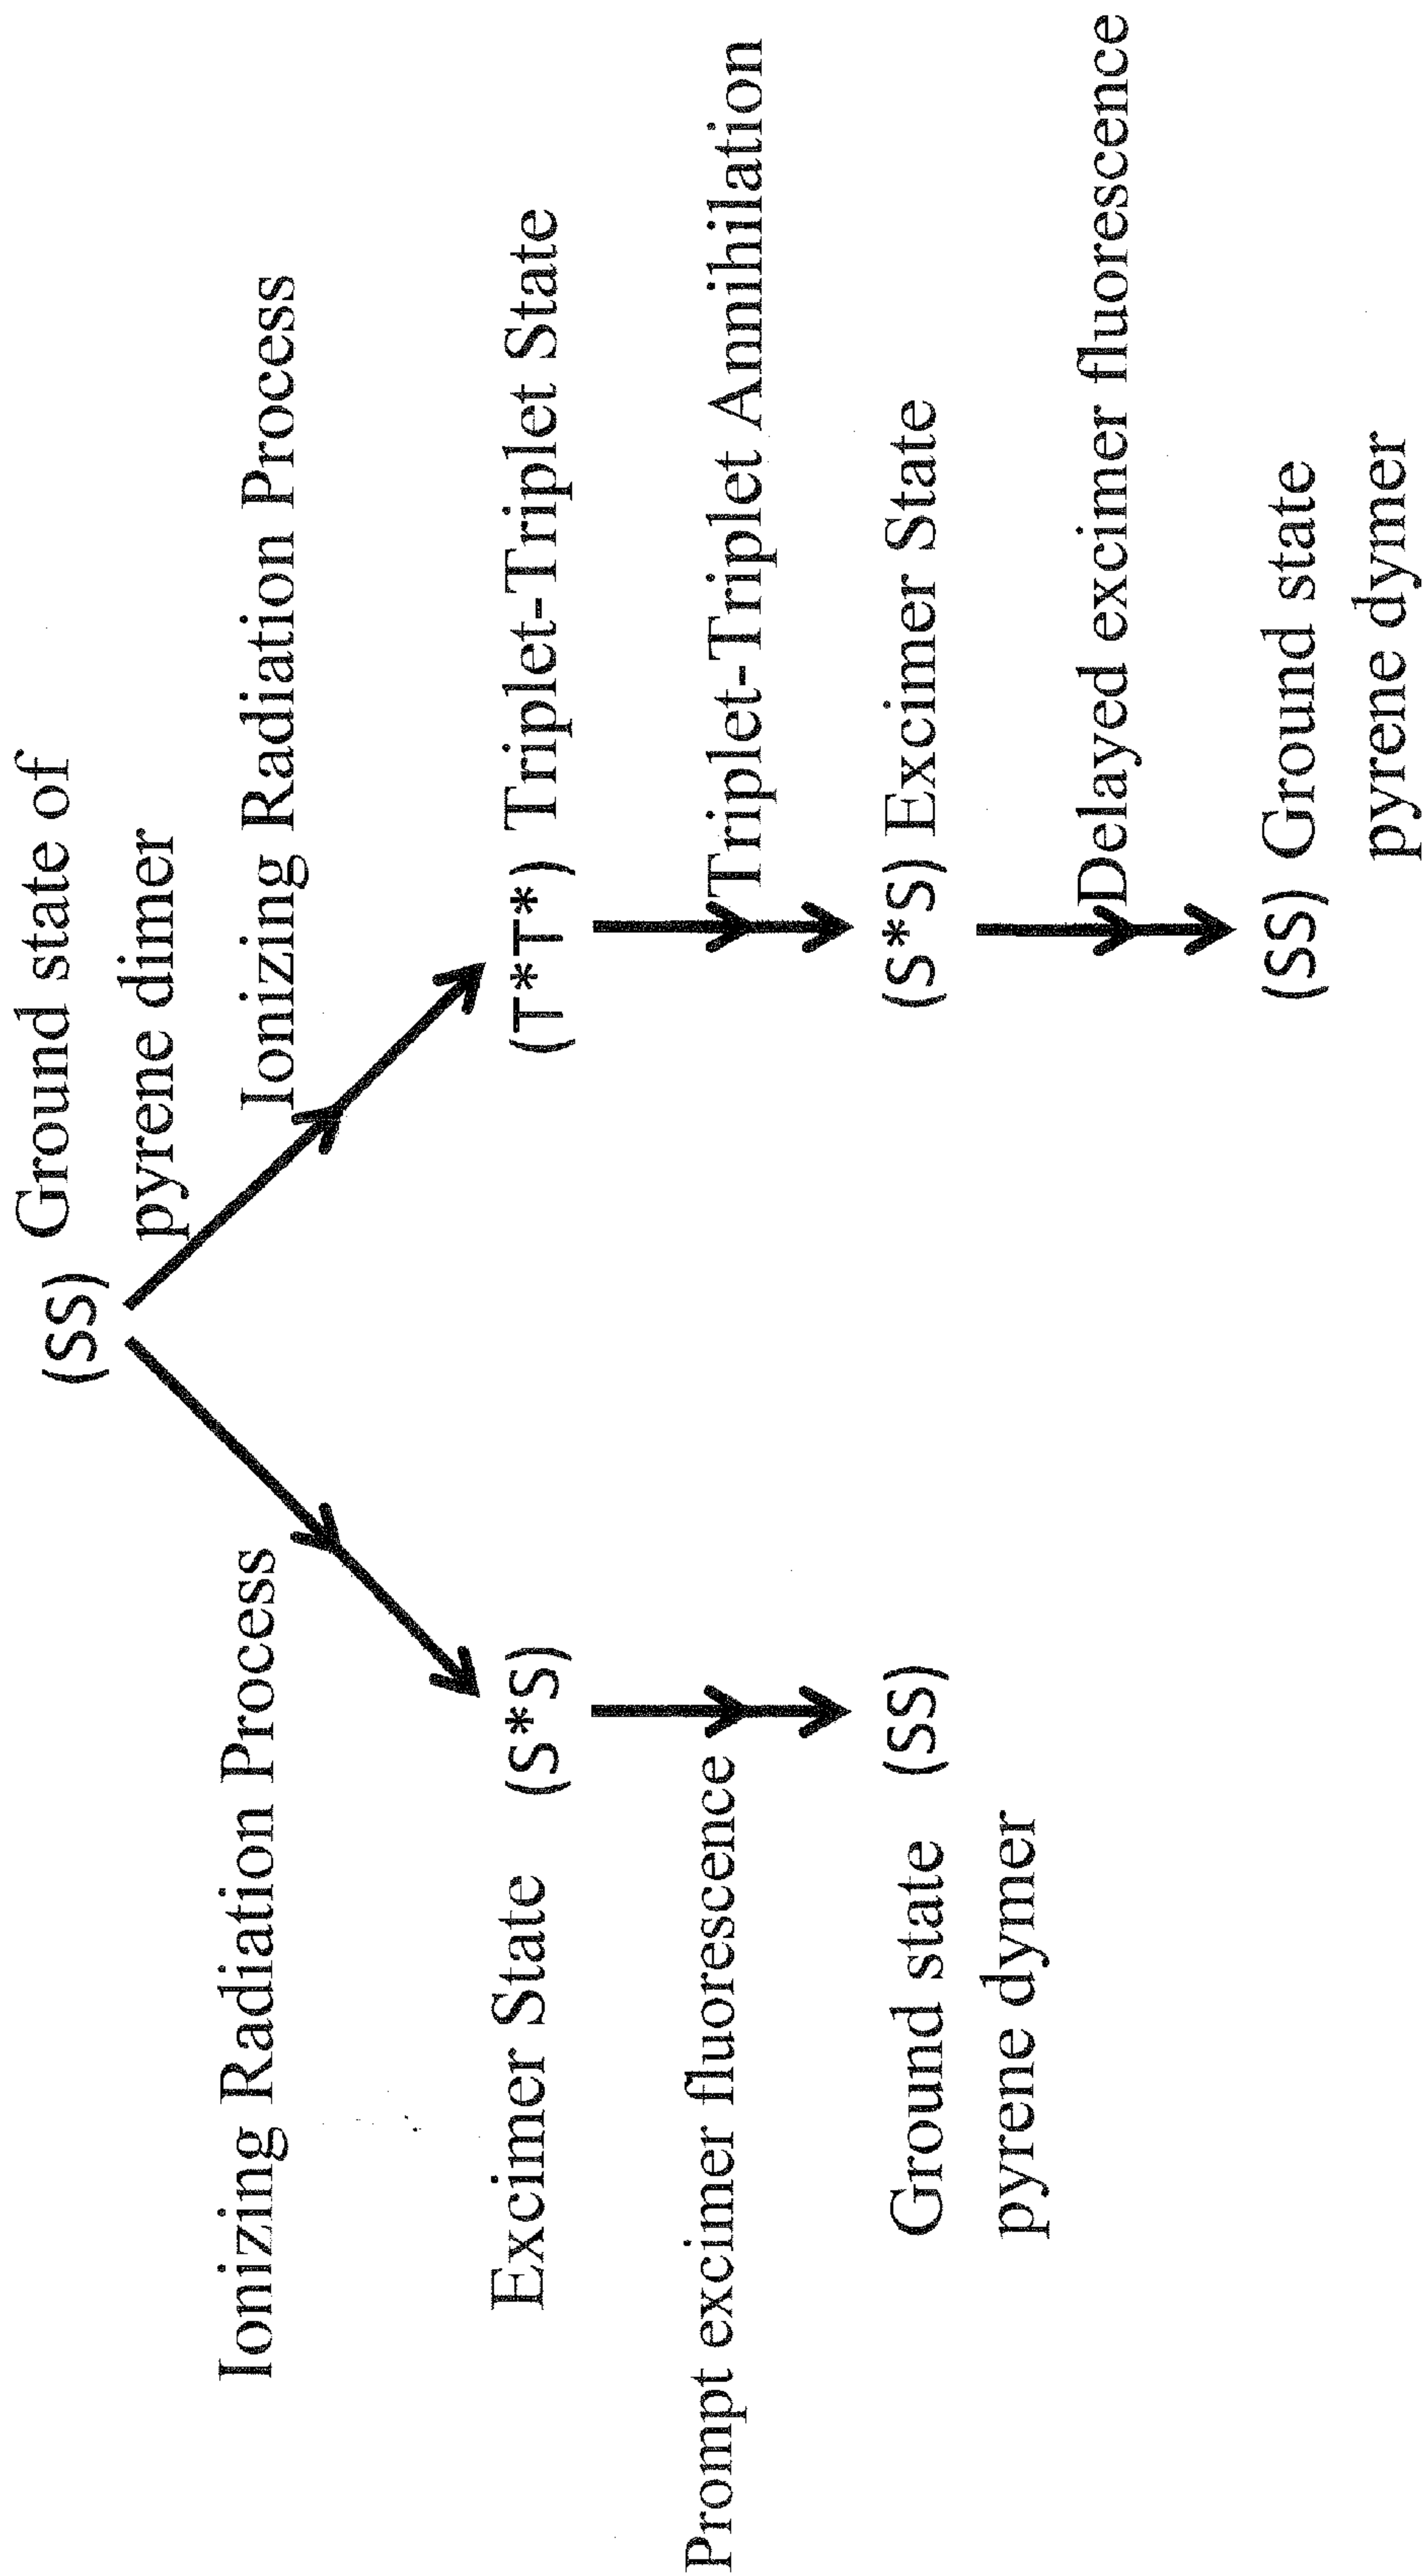 (SS) Ground state of
pyrene dimer
Ionizing Radiation Process
Ionizing Radiation Process
Excimer State (S*S)
(T*T*) Triplet-Triplet State
Prompt excimer fluorescence
Triplet-Triplet Annihilation
Ground state (SS)
pyrene dymer
(S*S) Excimer State
Delayed excimer fluorescence
(SS) Ground state
pyrene dymer